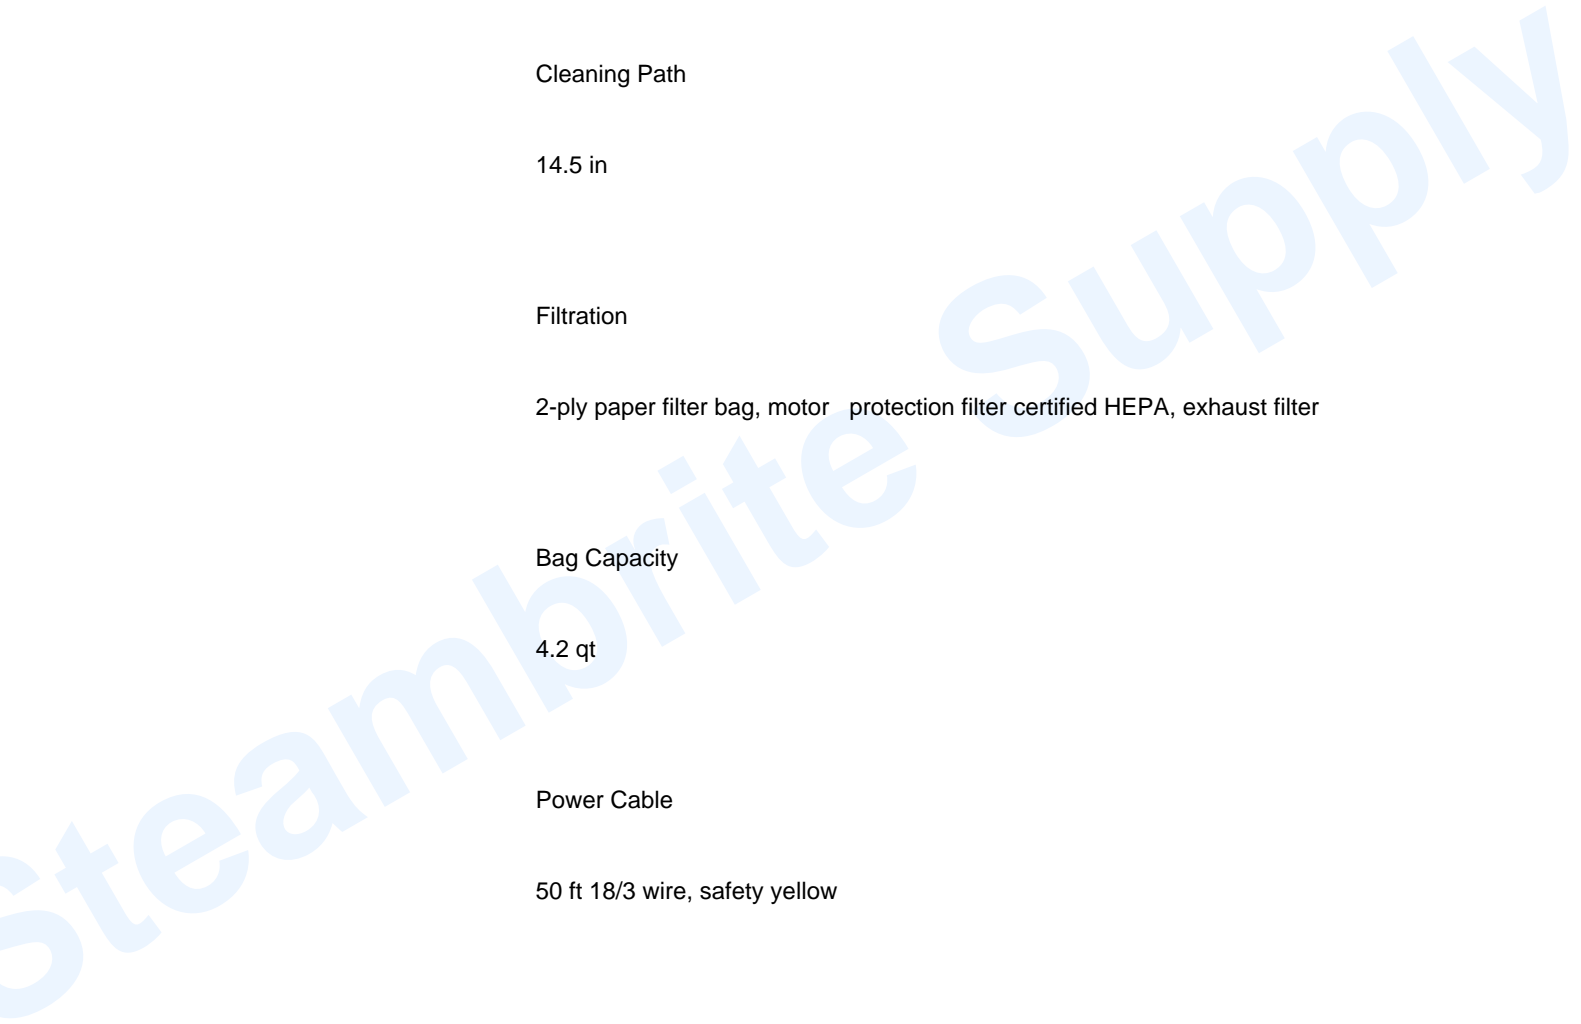 Cleaning Path
14.5 in
Filtration
2-ply paper filter bag, motor   protection filter certified HEPA, exhaust filter
Bag Capacity
4.2 qt
Power Cable
50 ft 18/3 wire, safety yellow
Steambrite Supply